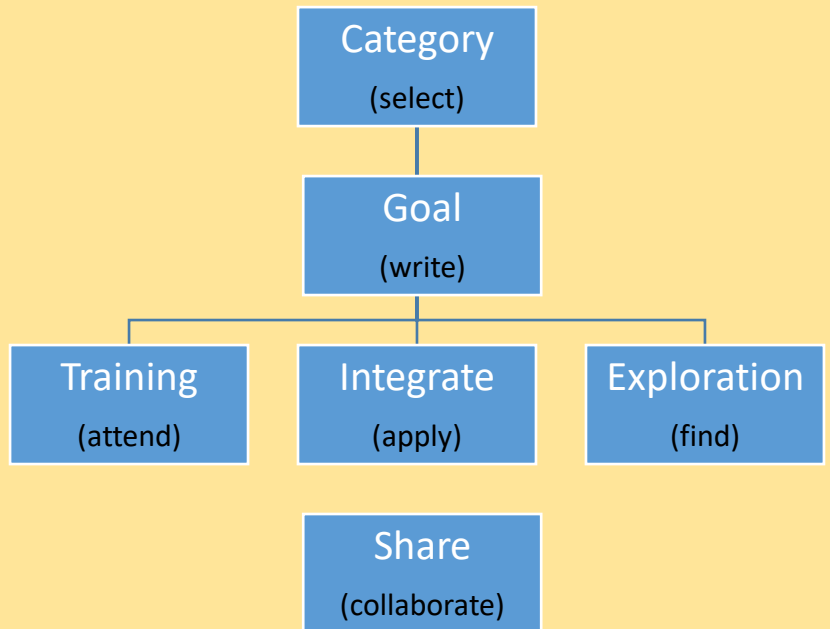 Category
(select)
Goal
(write)
Training
(attend)
Integrate
(apply)
Exploration
(find)
Share
(collaborate)